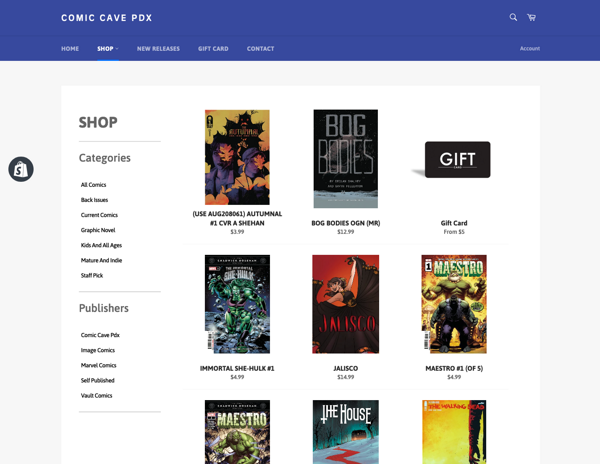 COMIC CAVE PDX
HOME
SHOP
NEW RELEASES
GIFT CARD
CONTACT
Account
SHOP
Categories
All Comics
Back Issues
Current Comics
Graphic Novel
Kids And All Ages
Mature And Indie
Staff Pick
Publishers
Comic Cave Pdx
Image Comics
Marvel Comics
Self Published
Vault Comics
AUTUMNAL
(USE AUG208061) AUTUMNAL
#1 CVR A SHEHAN
$3.99
BOG
BODIES
BOG BODIES OGN (MR)
$12.99
GIFT
CARD
Gift Card
From $5
THE IMMORTAL
SHE-HULK
IMMORTAL SHE-HULK #1
$4.99
JALISCO
JALISCO
$14.99
1
MAESTRO
MAESTRO #1 (OF 5)
$4.99
MAESTRO
THE HOUSE
THE WALKING DEAD